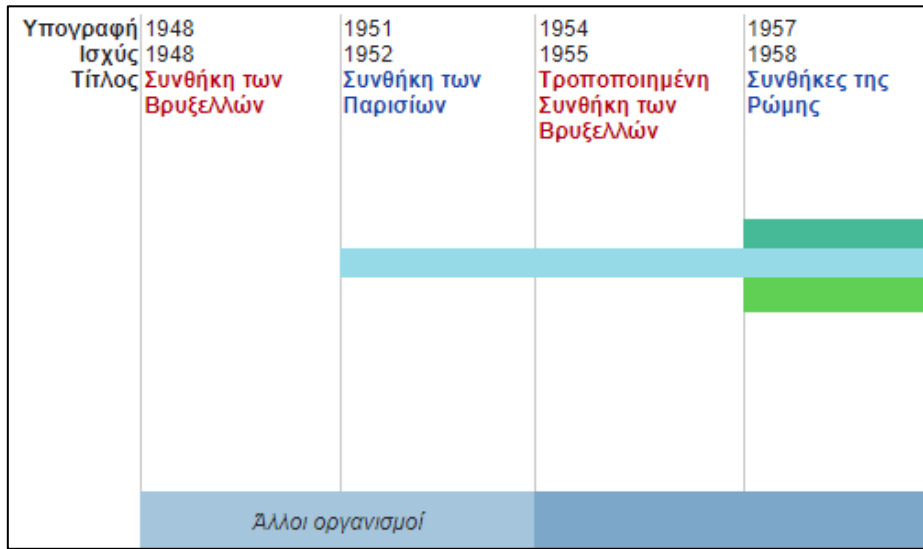 Υπογραφή 1948 1951 1954 1957
Ισχύς 1948 1952 1955 1958
Τίτλος Συνθήκη των Συνθήκη των Τροποποιημένη Συνθήκες της
Βρυξελλών Παρισίων Συνθήκη των Ρώμης
Βρυξελλών
Άλλοι οργανισμοί